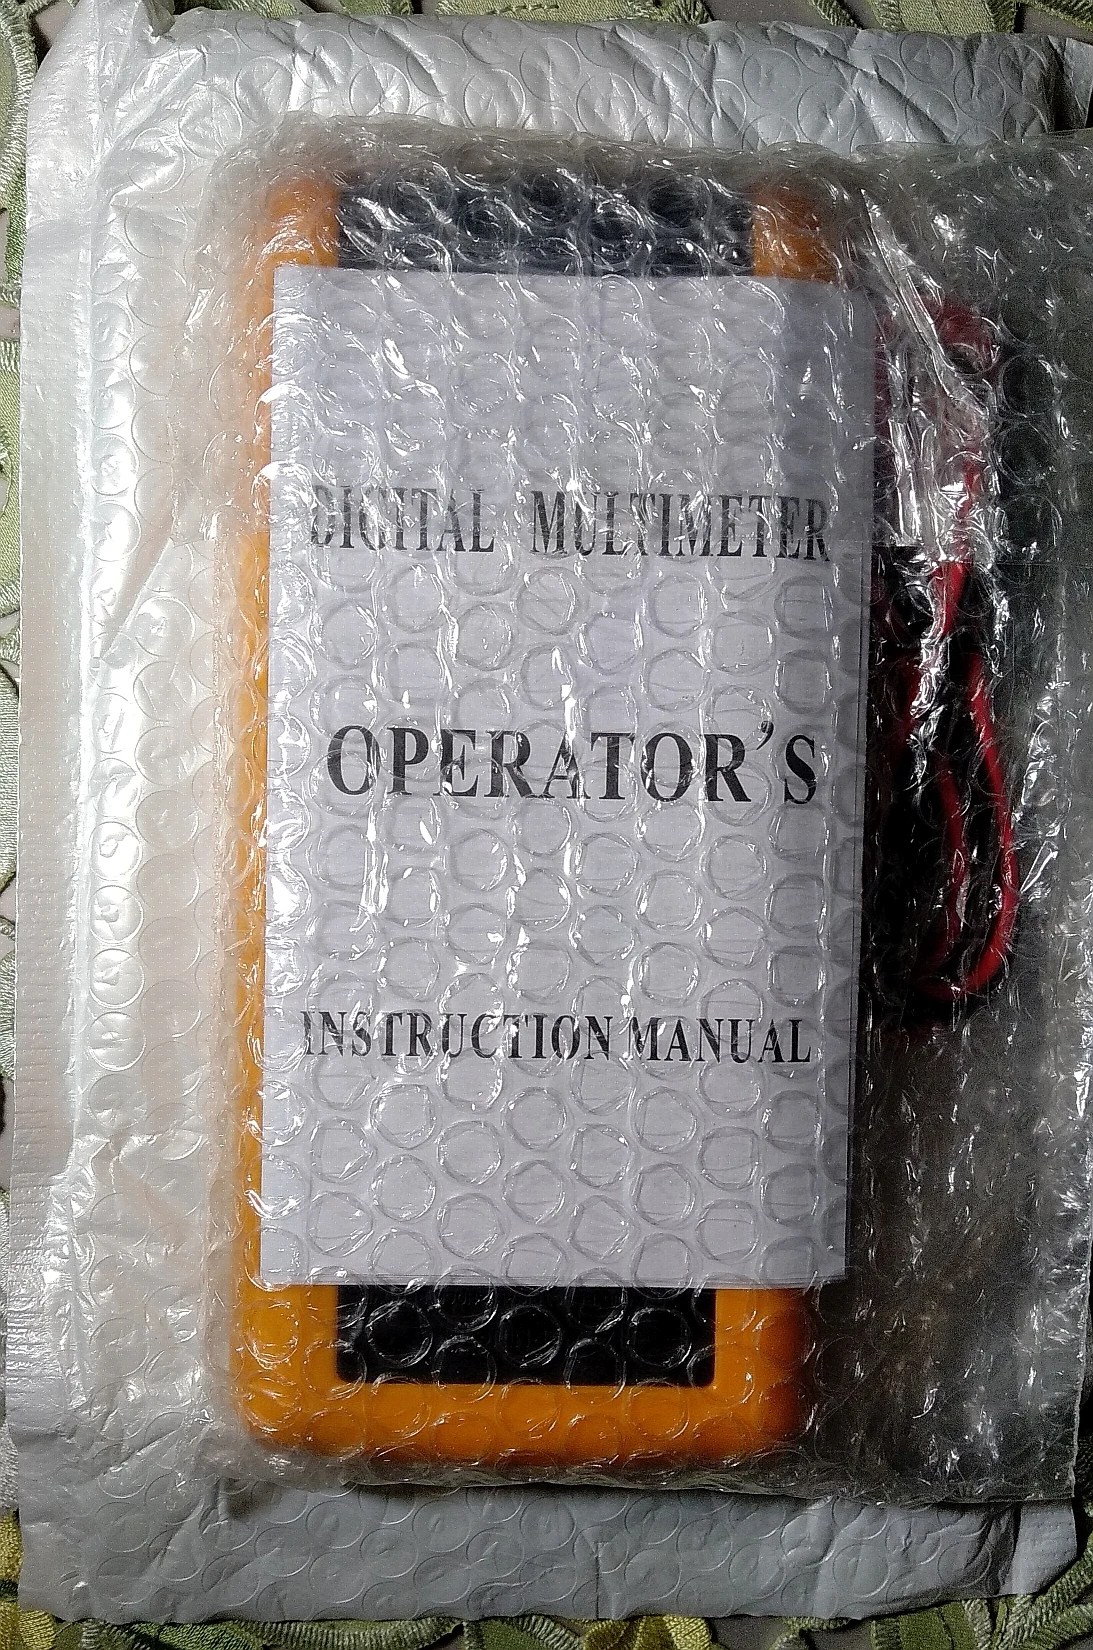 DIGITAL MULTIMETER
OPERATOR'S
INSTRUCTION MANUAL